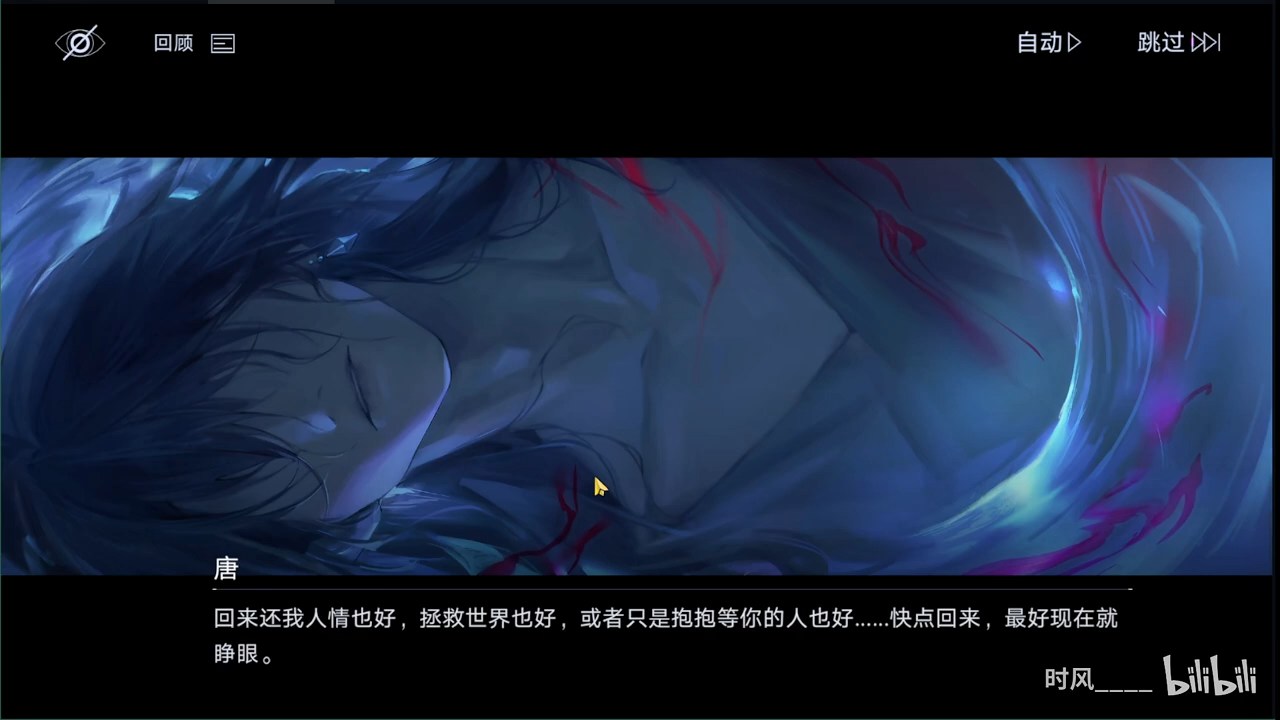 回顾
自动
跳过
唐
回来还我人情也好，拯救世界也好，或者只是抱抱等你的人也好……快点回来，最好现在就
睁眼。
时风____ bilibili